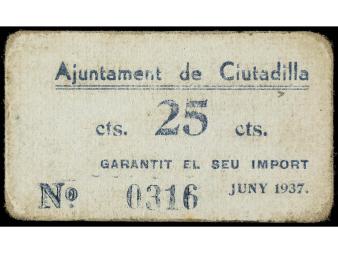 Ajuntament de Ciutadilla
cts. 25 cts.
GARANTIT EL SEU IMPORT
Nº 0316 JUNY 1937.